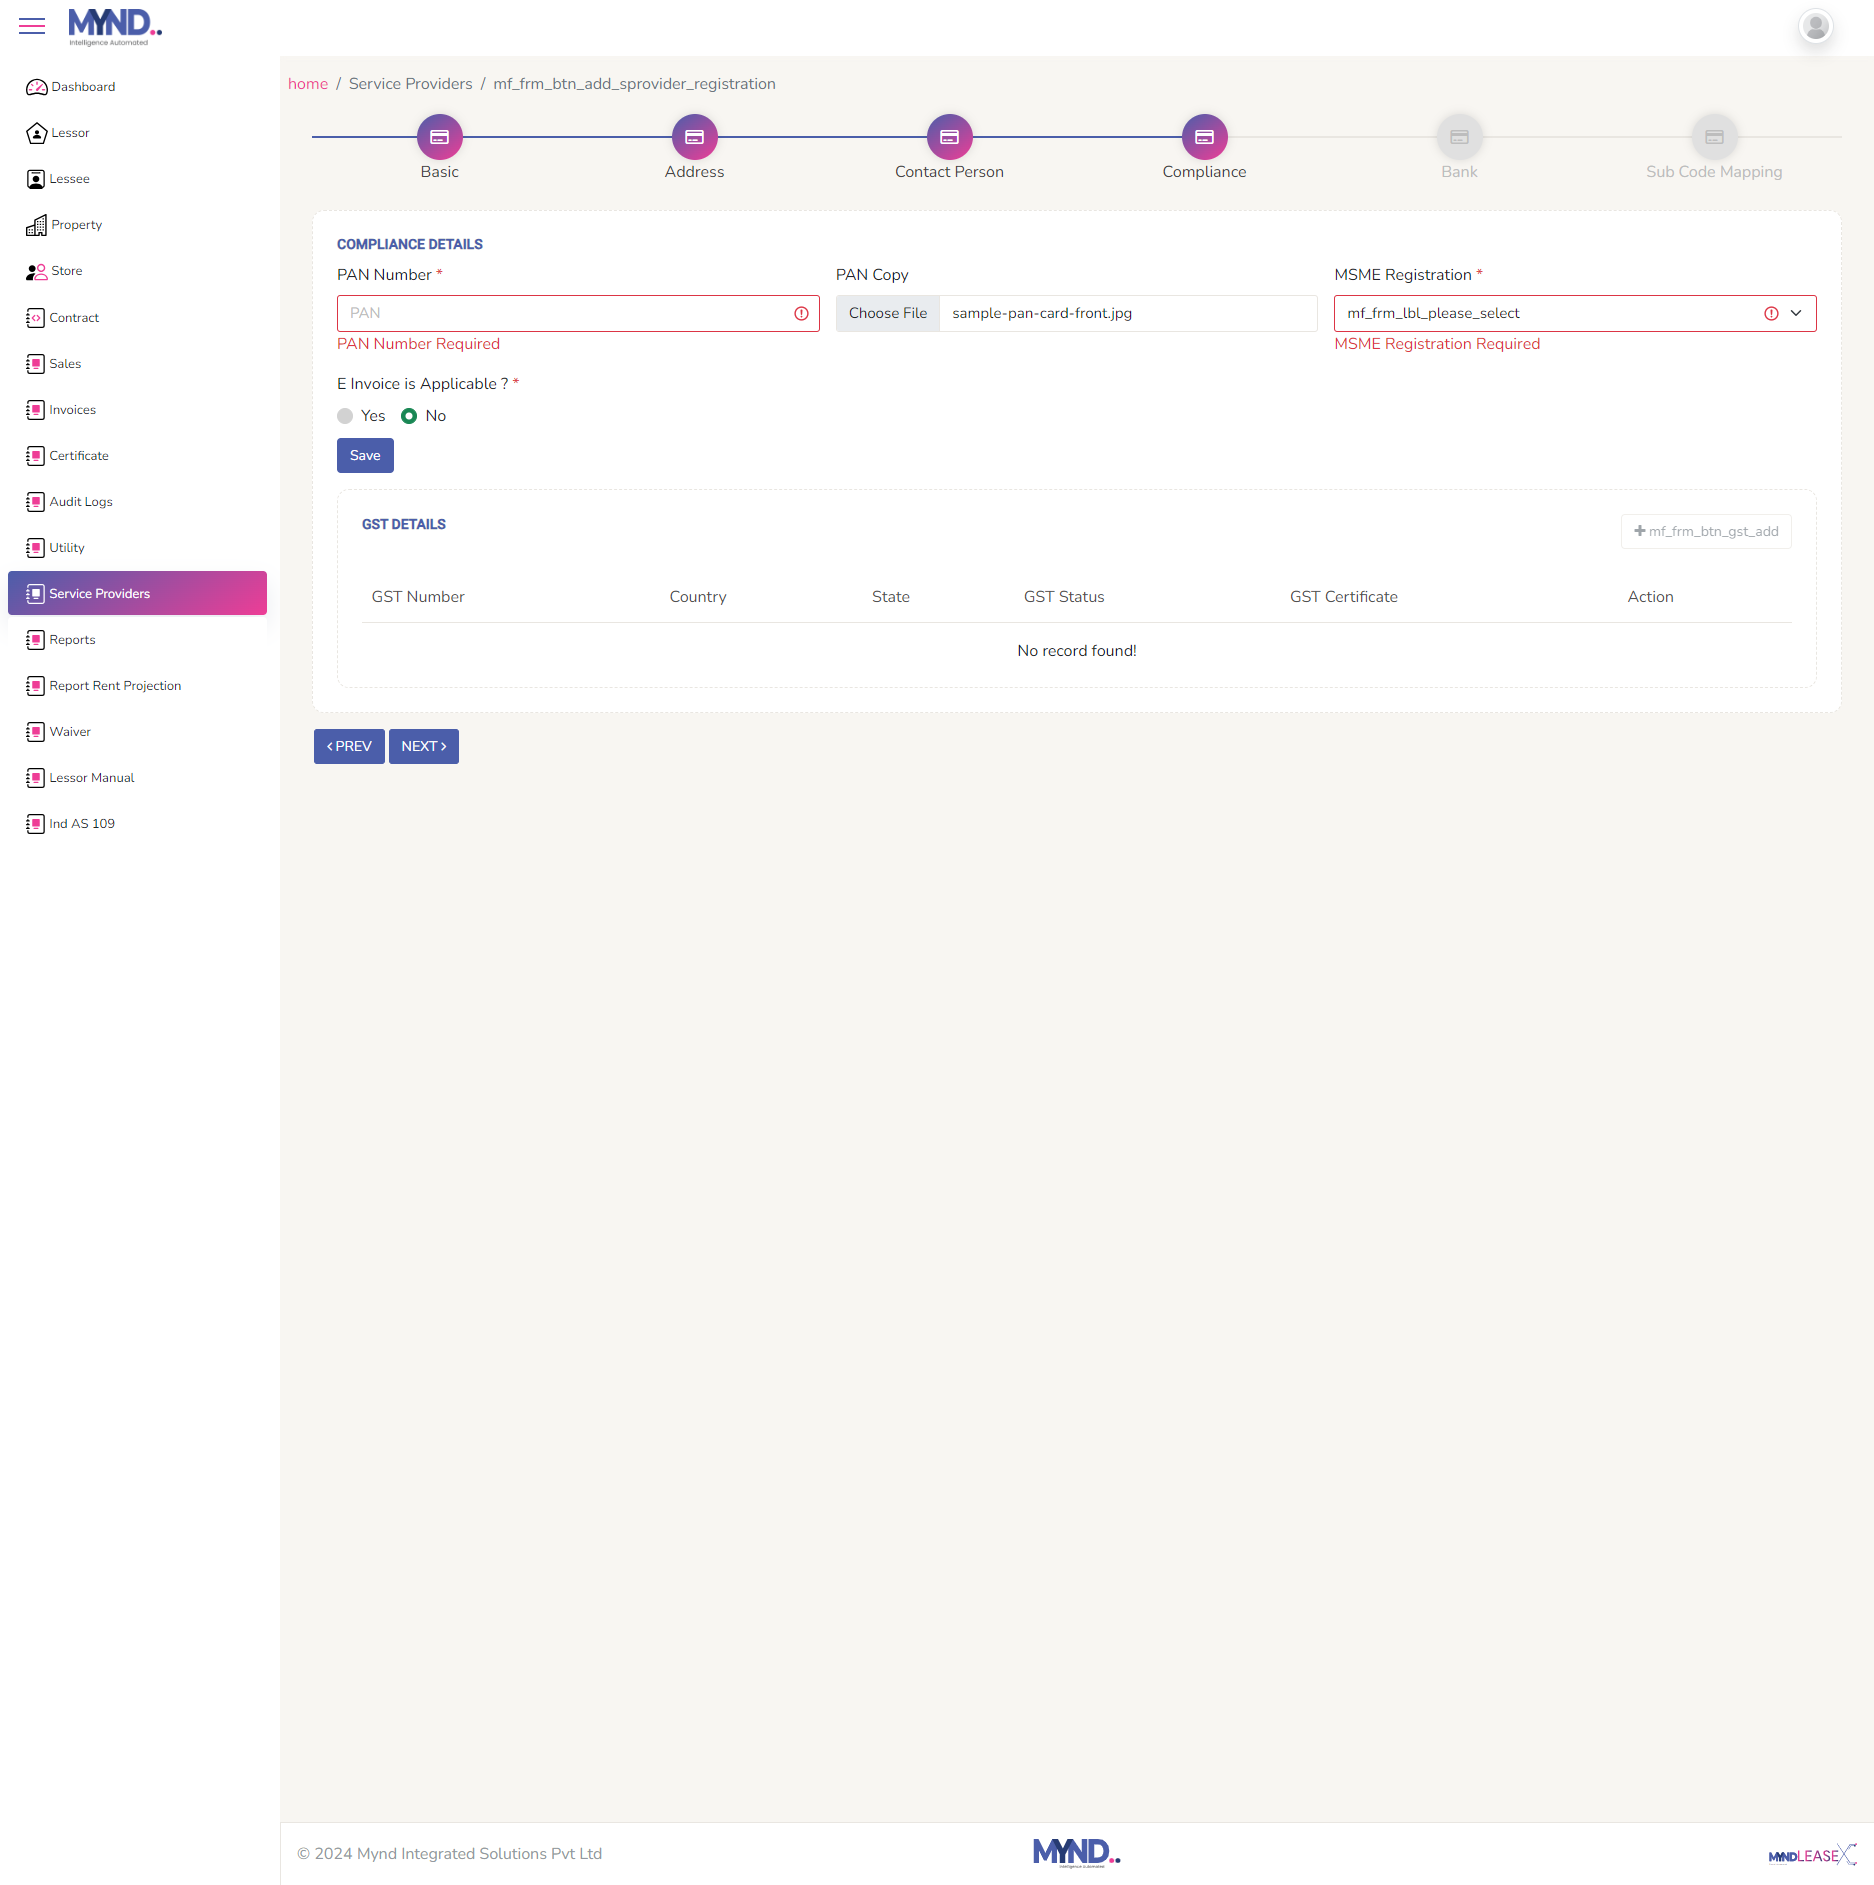 MYND..
Intelligence Automated
Dashboard
Lessor
Lessee
Property
Store
Contract
Sales
Invoices
Certificate
Audit Logs
Utility
Service Providers
Reports
Report Rent Projection
Waiver
Lessor Manual
Ind AS 109
home / Service Providers / mf_frm_btn_add_sprovider_registration
Basic
Address
Contact Person
Compliance
Bank
Sub Code Mapping
COMPLIANCE DETAILS
PAN Number *
PAN
PAN Number Required
PAN Copy
Choose File sample-pan-card-front.jpg
MSME Registration *
mf_frm_lbl_please_select
MSME Registration Required
E Invoice is Applicable ? *
Yes No
Save
GST DETAILS
+ mf_frm_btn_gst_add
GST Number Country State GST Status GST Certificate Action
No record found!
‹ PREV NEXT ›
© 2024 Mynd Integrated Solutions Pvt Ltd
MYND..
Intelligence Automated
MYNDLEASEX